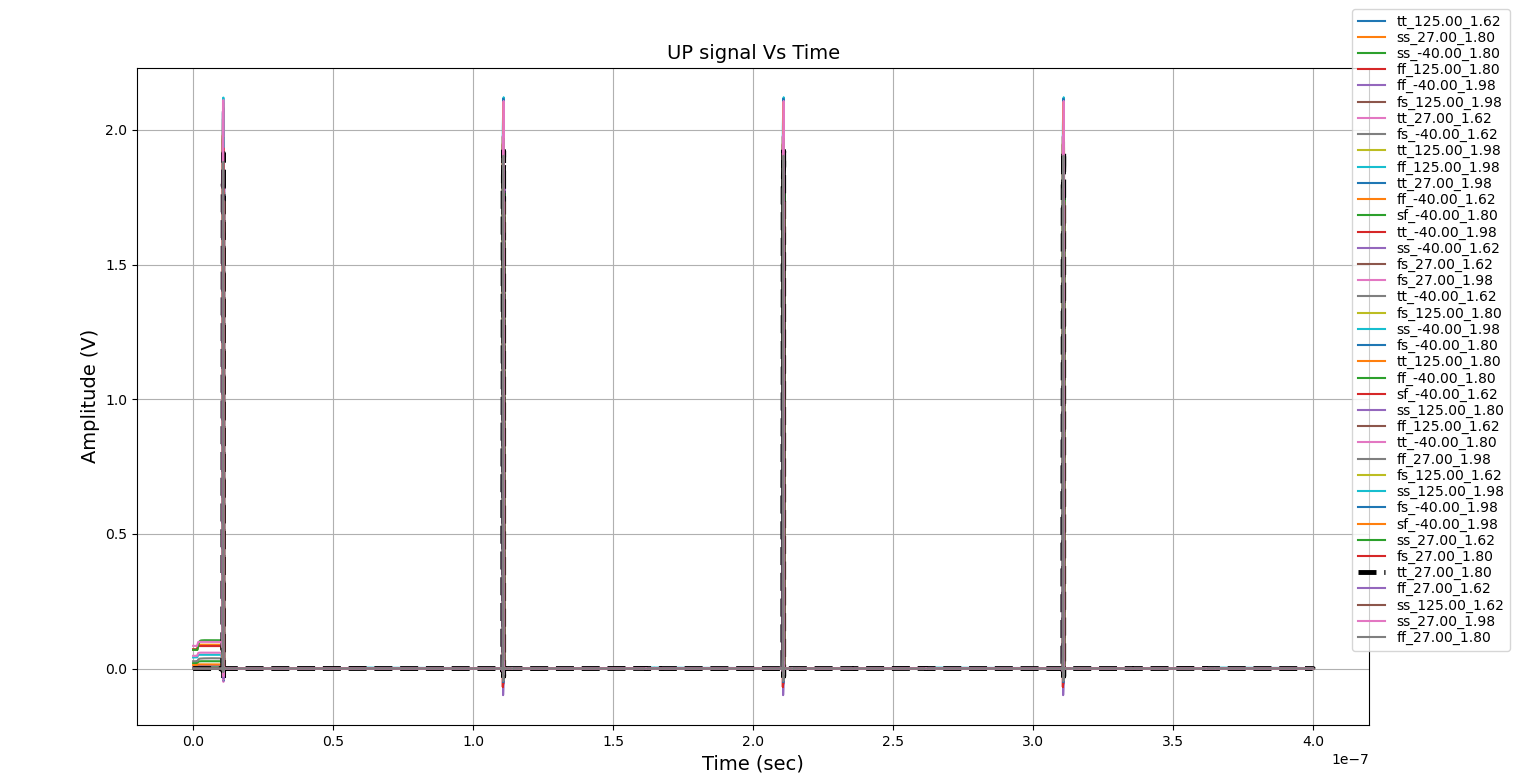 UP signal Vs Time
Amplitude (V)
2.0
1.5
1.0
0.5
0.0
0.0
0.5
1.0
1.5
2.0
2.5
3.0
3.5
4.0
1e−7
Time (sec)
tt_125.00_1.62
ss_27.00_1.80
ss_-40.00_1.80
ff_125.00_1.80
ff_-40.00_1.98
fs_125.00_1.98
tt_27.00_1.62
fs_-40.00_1.62
tt_125.00_1.98
ff_125.00_1.98
tt_27.00_1.98
ff_-40.00_1.62
sf_-40.00_1.80
tt_-40.00_1.98
ss_-40.00_1.62
fs_27.00_1.62
fs_27.00_1.98
tt_-40.00_1.62
fs_125.00_1.80
ss_-40.00_1.98
fs_-40.00_1.80
tt_125.00_1.80
ff_-40.00_1.80
sf_-40.00_1.62
ss_125.00_1.80
ff_125.00_1.62
tt_-40.00_1.80
ff_27.00_1.98
fs_125.00_1.62
ss_125.00_1.98
fs_-40.00_1.98
sf_-40.00_1.98
ss_27.00_1.62
fs_27.00_1.80
tt_27.00_1.80
ff_27.00_1.62
ss_125.00_1.62
ss_27.00_1.98
ff_27.00_1.80